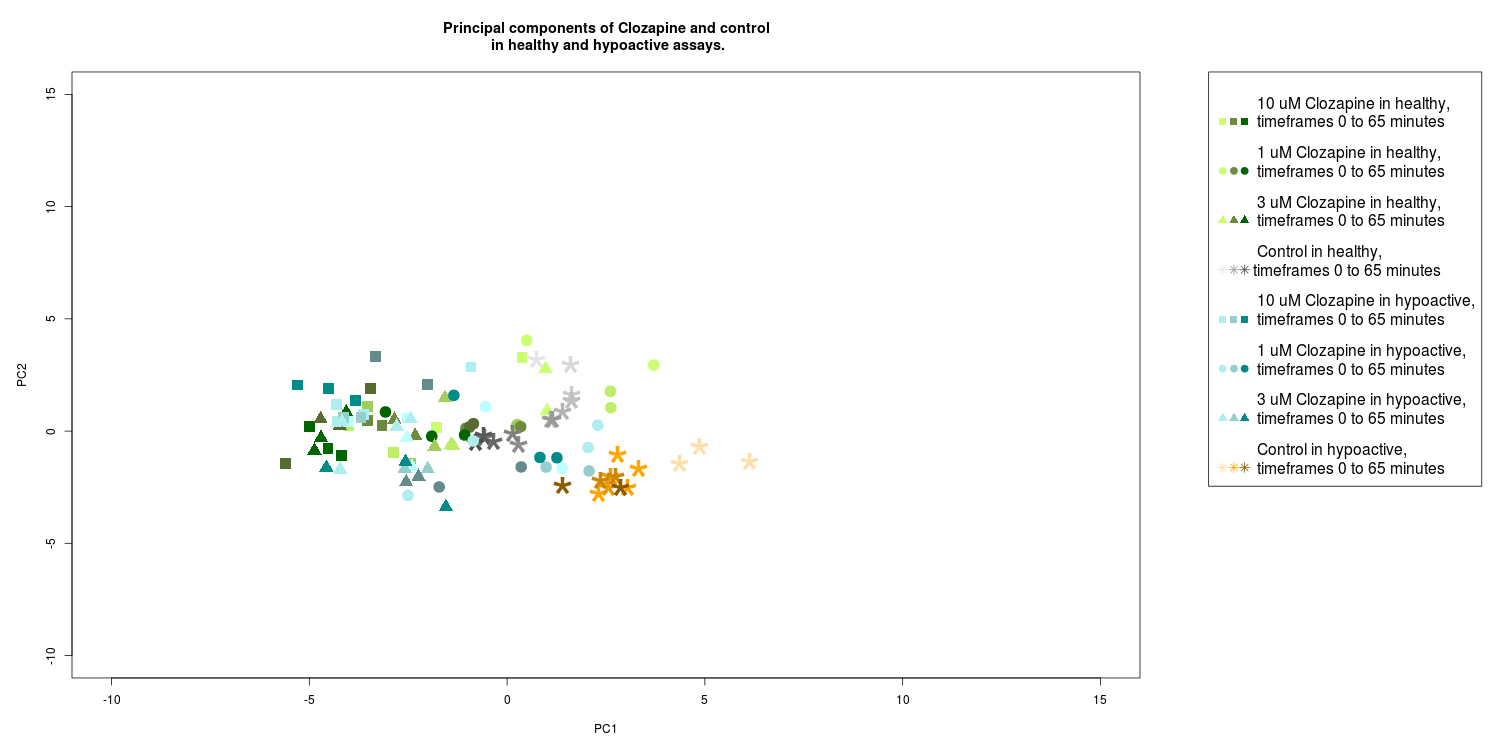 Principal components of Clozapine and control
in healthy and hypoactive assays.
15
10
5
0
-5
-10
PC2
-10
-5
0
5
10
15
PC1
10 uM Clozapine in healthy,
timeframes 0 to 65 minutes
1 uM Clozapine in healthy,
timeframes 0 to 65 minutes
3 uM Clozapine in healthy,
timeframes 0 to 65 minutes
Control in healthy,
timeframes 0 to 65 minutes
10 uM Clozapine in hypoactive,
timeframes 0 to 65 minutes
1 uM Clozapine in hypoactive,
timeframes 0 to 65 minutes
3 uM Clozapine in hypoactive,
timeframes 0 to 65 minutes
Control in hypoactive,
timeframes 0 to 65 minutes